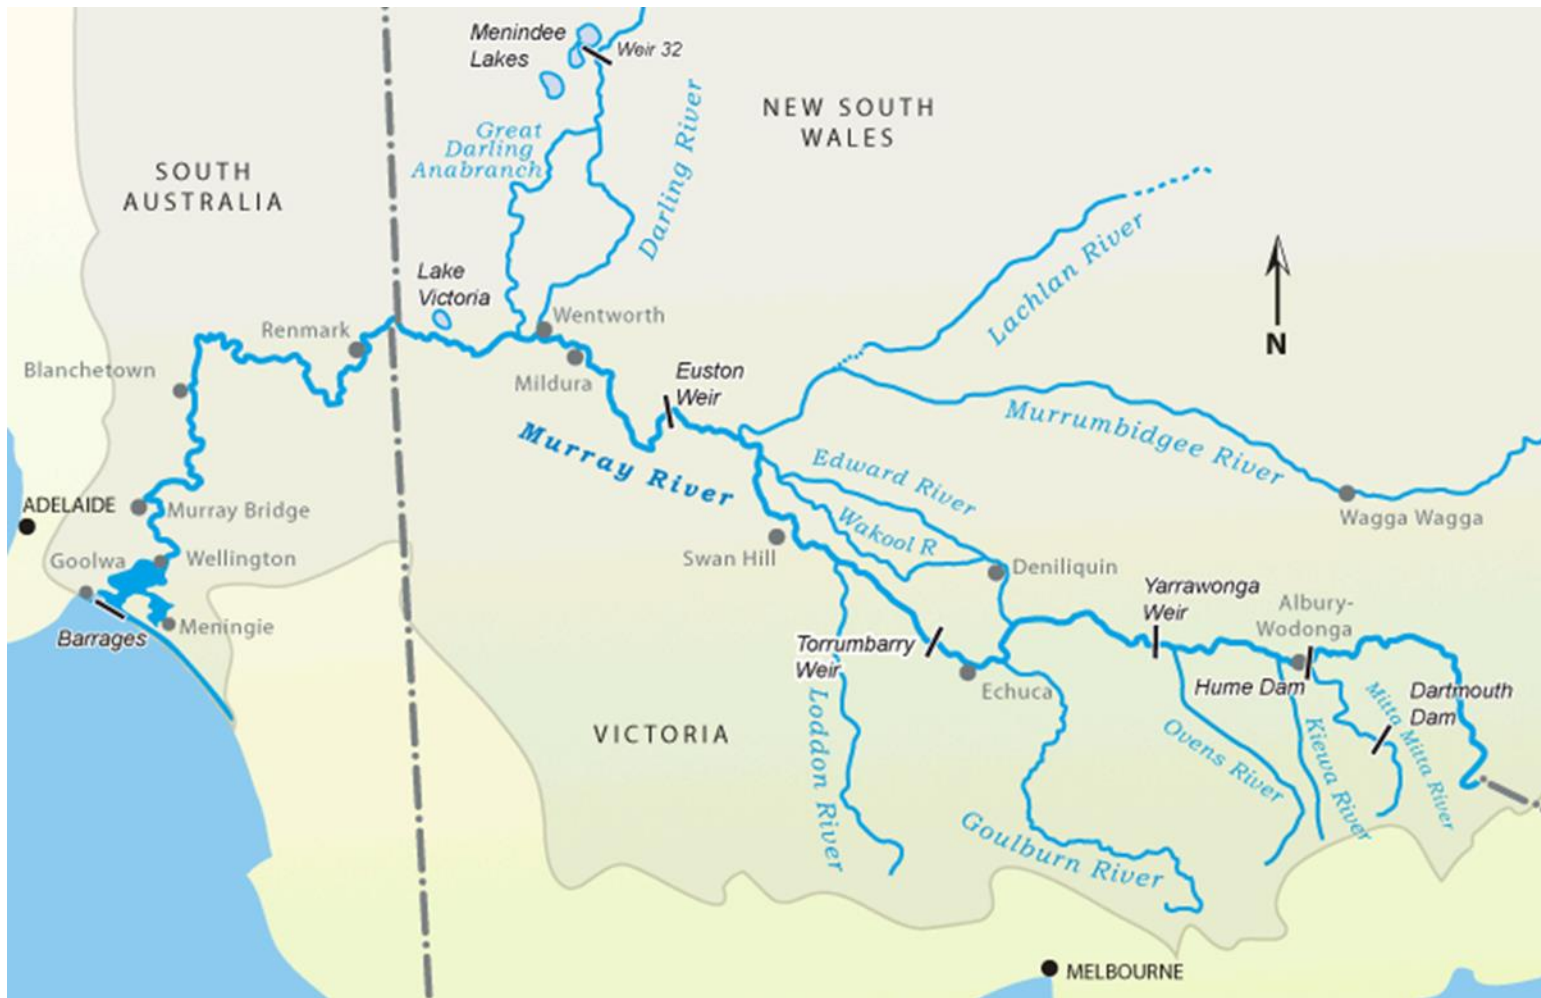 Menindee
Lakes
Weir 32
NEW SOUTH
WALES
Great
Darling
Anabranch
Darling River
SOUTH
AUSTRALIA
Lachlan River
Lake
Victoria
N
Renmark
Wentworth
Blanchetown
Mildura
Euston
Weir
Murray River
Murrumbidgee River
Edward River
Wakool R
ADELAIDE
Murray Bridge
Wagga Wagga
Goolwa
Wellington
Swan Hill
Deniliquin
Yarrawonga
Weir
Albury-
Wodonga
Barrages
Meningie
Torrumbarry
Weir
Echuca
Hume Dam
Dartmouth
Dam
Mitta Mitta River
VICTORIA
Loddon River
Ovens River
Kiewa River
Goulburn River
MELBOURNE